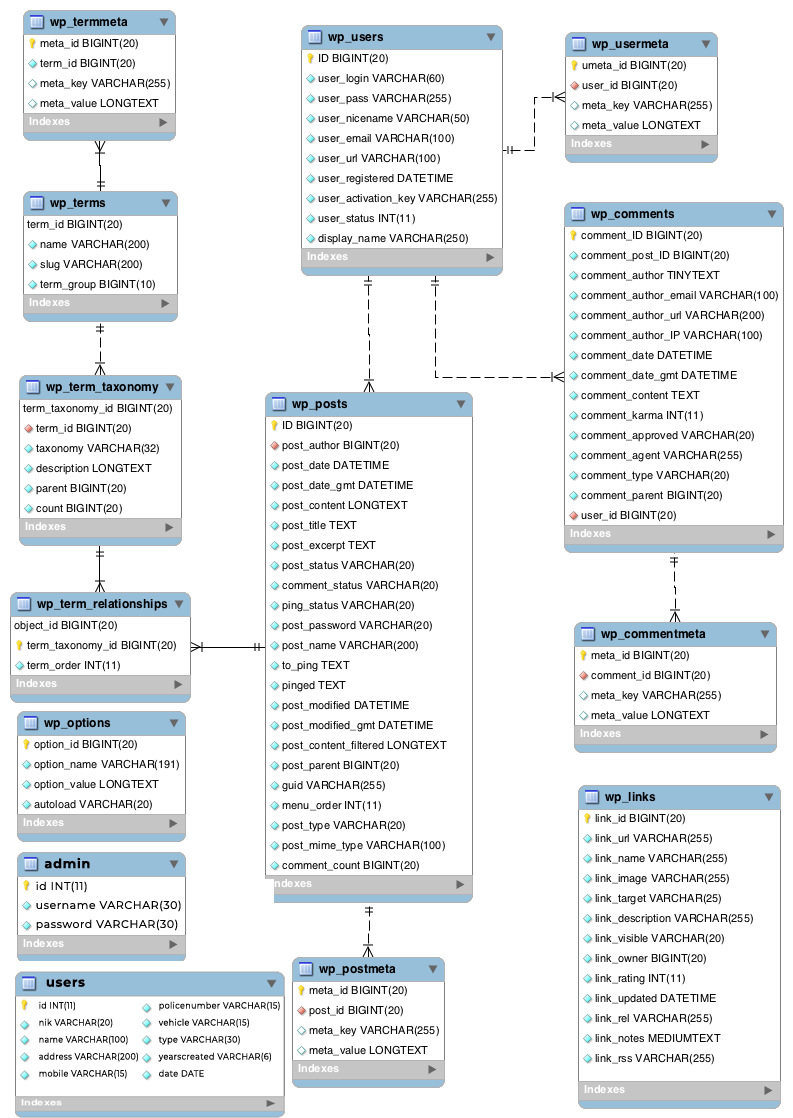 wp_termmeta
meta_id BIGINT(20)
term_id BIGINT(20)
meta_key VARCHAR(255)
meta_value LONGTEXT
Indexes
wp_terms
term_id BIGINT(20)
name VARCHAR(200)
slug VARCHAR(200)
term_group BIGINT(10)
Indexes
wp_term_taxonomy
term_taxonomy_id BIGINT(20)
term_id BIGINT(20)
taxonomy VARCHAR(32)
description LONGTEXT
parent BIGINT(20)
count BIGINT(20)
Indexes
wp_term_relationships
object_id BIGINT(20)
term_taxonomy_id BIGINT(20)
term_order INT(11)
Indexes
wp_options
option_id BIGINT(20)
option_name VARCHAR(191)
option_value LONGTEXT
autoload VARCHAR(20)
Indexes
admin
id INT(11)
username VARCHAR(30)
password VARCHAR(30)
Indexes
users
id INT(11)
nik VARCHAR(20)
name VARCHAR(100)
address VARCHAR(200)
mobile VARCHAR(15)
policenumber VARCHAR(15)
vehicle VARCHAR(15)
type VARCHAR(30)
yearscreated VARCHAR(6)
date DATE
Indexes
wp_users
ID BIGINT(20)
user_login VARCHAR(60)
user_pass VARCHAR(255)
user_nicename VARCHAR(50)
user_email VARCHAR(100)
user_url VARCHAR(100)
user_registered DATETIME
user_activation_key VARCHAR(255)
user_status INT(11)
display_name VARCHAR(250)
Indexes
wp_posts
ID BIGINT(20)
post_author BIGINT(20)
post_date DATETIME
post_date_gmt DATETIME
post_content LONGTEXT
post_title TEXT
post_excerpt TEXT
post_status VARCHAR(20)
comment_status VARCHAR(20)
ping_status VARCHAR(20)
post_password VARCHAR(20)
post_name VARCHAR(200)
to_ping TEXT
pinged TEXT
post_modified DATETIME
post_modified_gmt DATETIME
post_content_filtered LONGTEXT
post_parent BIGINT(20)
guid VARCHAR(255)
menu_order INT(11)
post_type VARCHAR(20)
post_mime_type VARCHAR(100)
comment_count BIGINT(20)
ndexes
wp_postmeta
meta_id BIGINT(20)
post_id BIGINT(20)
meta_key VARCHAR(255)
meta_value LONGTEXT
Indexes
wp_usermeta
umeta_id BIGINT(20)
user_id BIGINT(20)
meta_key VARCHAR(255)
meta_value LONGTEXT
Indexes
wp_comments
comment_ID BIGINT(20)
comment_post_ID BIGINT(20)
comment_author TINYTEXT
comment_author_email VARCHAR(100)
comment_author_url VARCHAR(200)
comment_author_IP VARCHAR(100)
comment_date DATETIME
comment_date_gmt DATETIME
comment_content TEXT
comment_karma INT(11)
comment_approved VARCHAR(20)
comment_agent VARCHAR(255)
comment_type VARCHAR(20)
comment_parent BIGINT(20)
user_id BIGINT(20)
Indexes
wp_commentmeta
meta_id BIGINT(20)
comment_id BIGINT(20)
meta_key VARCHAR(255)
meta_value LONGTEXT
Indexes
wp_links
link_id BIGINT(20)
link_url VARCHAR(255)
link_name VARCHAR(255)
link_image VARCHAR(255)
link_target VARCHAR(25)
link_description VARCHAR(255)
link_visible VARCHAR(20)
link_owner BIGINT(20)
link_rating INT(11)
link_updated DATETIME
link_rel VARCHAR(255)
link_notes MEDIUMTEXT
link_rss VARCHAR(255)
Indexes